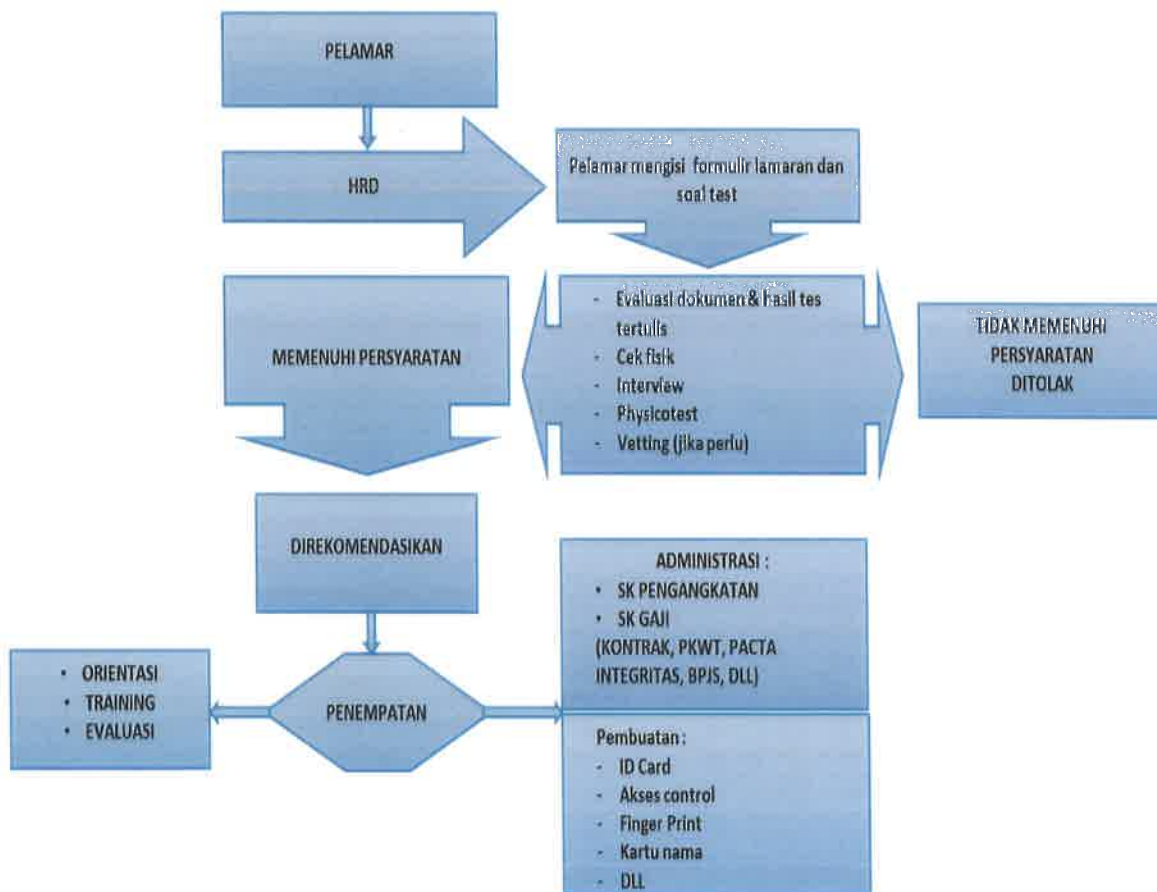 PELAMAR
HRD
Pelamar mengisi formulir lamaran dan
soal test
MEMENUHI PERSYARATAN
- Evaluasi dokumen & hasil tes
tertulis
- Cek fisik
- Interview
- Physicotest
- Vetting (jika perlu)
TIDAK MEMENUHI
PERSYARATAN
DITOLAK
DIREKOMENDASIKAN
ADMINISTRASI :
• SK PENGANGKATAN
• SK GAJI
(KONTRAK, PKWT, PACTA
INTEGRITAS, BPJS, DLL)
• ORIENTASI
• TRAINING
• EVALUASI
PENEMPATAN
Pembuatan :
- ID Card
- Akses control
- Finger Print
- Kartu nama
- DLL